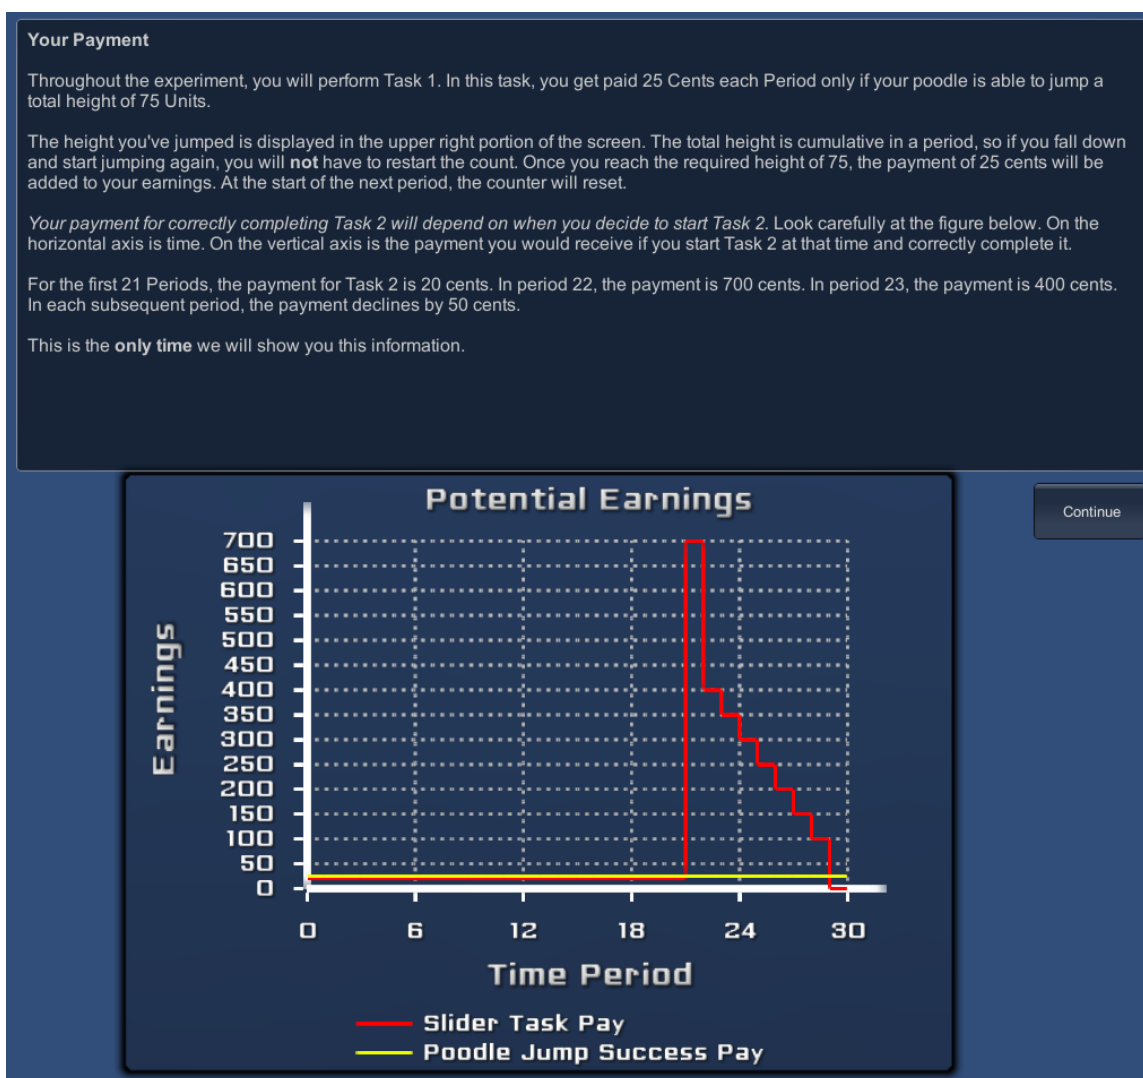 Your Payment
Throughout the experiment, you will perform Task 1. In this task, you get paid 25 Cents each Period only if your poodle is able to jump a
total height of 75 Units.
The height you've jumped is displayed in the upper right portion of the screen. The total height is cumulative in a period, so if you fall down
and start jumping again, you will not have to restart the count. Once you reach the required height of 75, the payment of 25 cents will be
added to your earnings. At the start of the next period, the counter will reset.
Your payment for correctly completing Task 2 will depend on when you decide to start Task 2. Look carefully at the figure below. On the
horizontal axis is time. On the vertical axis is the payment you would receive if you start Task 2 at that time and correctly complete it.
For the first 21 Periods, the payment for Task 2 is 20 cents. In period 22, the payment is 700 cents. In period 23, the payment is 400 cents.
In each subsequent period, the payment declines by 50 cents.
This is the only time we will show you this information.
Continue
Potential Earnings
Earnings
700
650
600
550
500
450
400
350
300
250
200
150
100
50
0
0 6 12 18 24 30
Time Period
Slider Task Pay
Poodle Jump Success Pay